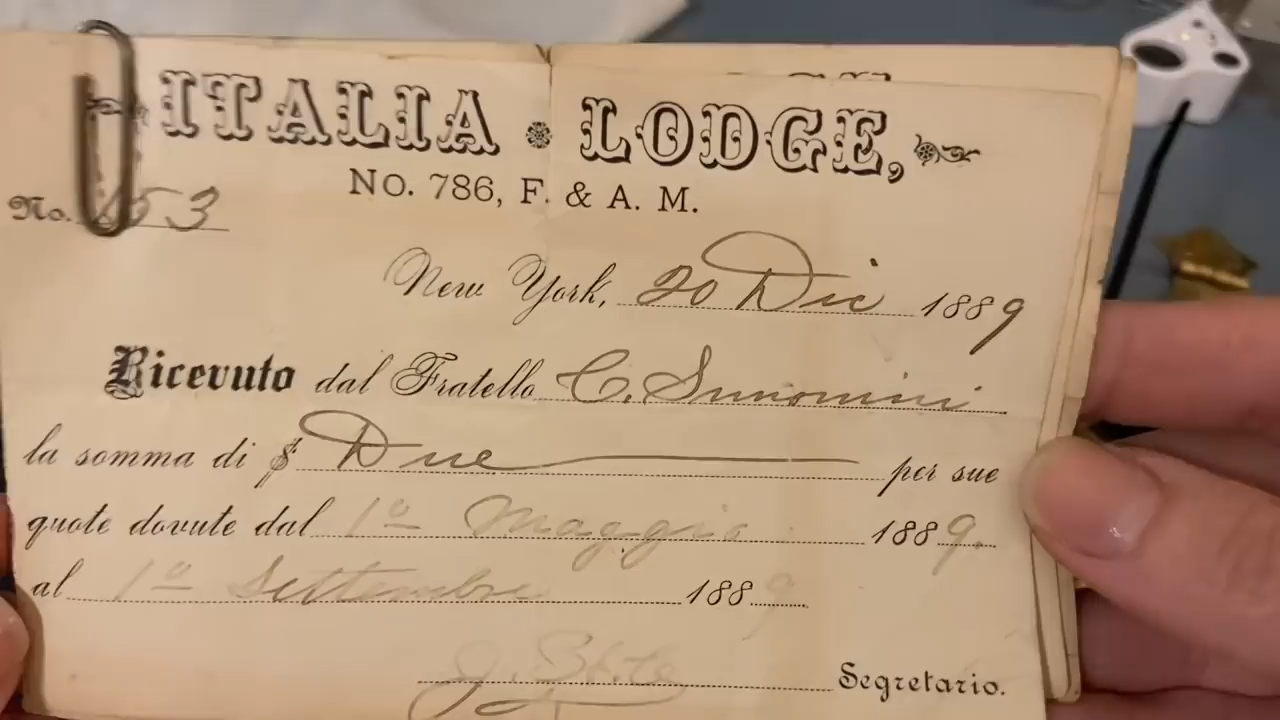 ITALIA LODGE,
NO. 786, F. & A. M.
No. 53
New York, 20 Dic 1889
Ricevuto dal Fratello C.
la somma di $ Due per sue
quote dovute dal 1º Maggio 1889.
al 1º Settembre 1889
Segretario.